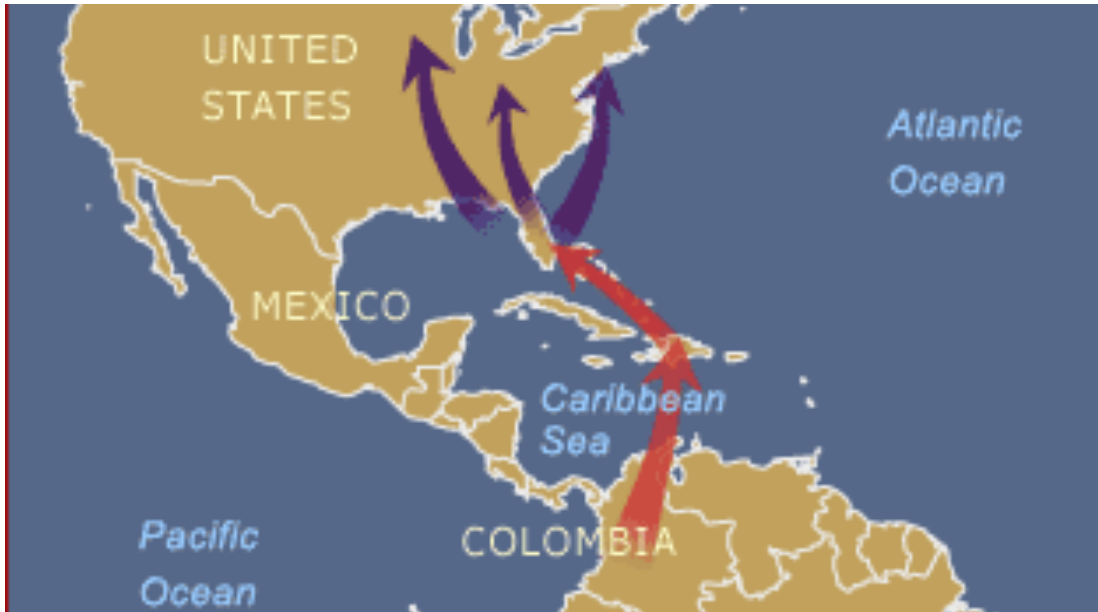 UNITED
STATES
Atlantic
Ocean
MEXICO
Caribbean
Sea
COLOMBIA
Pacific
Ocean